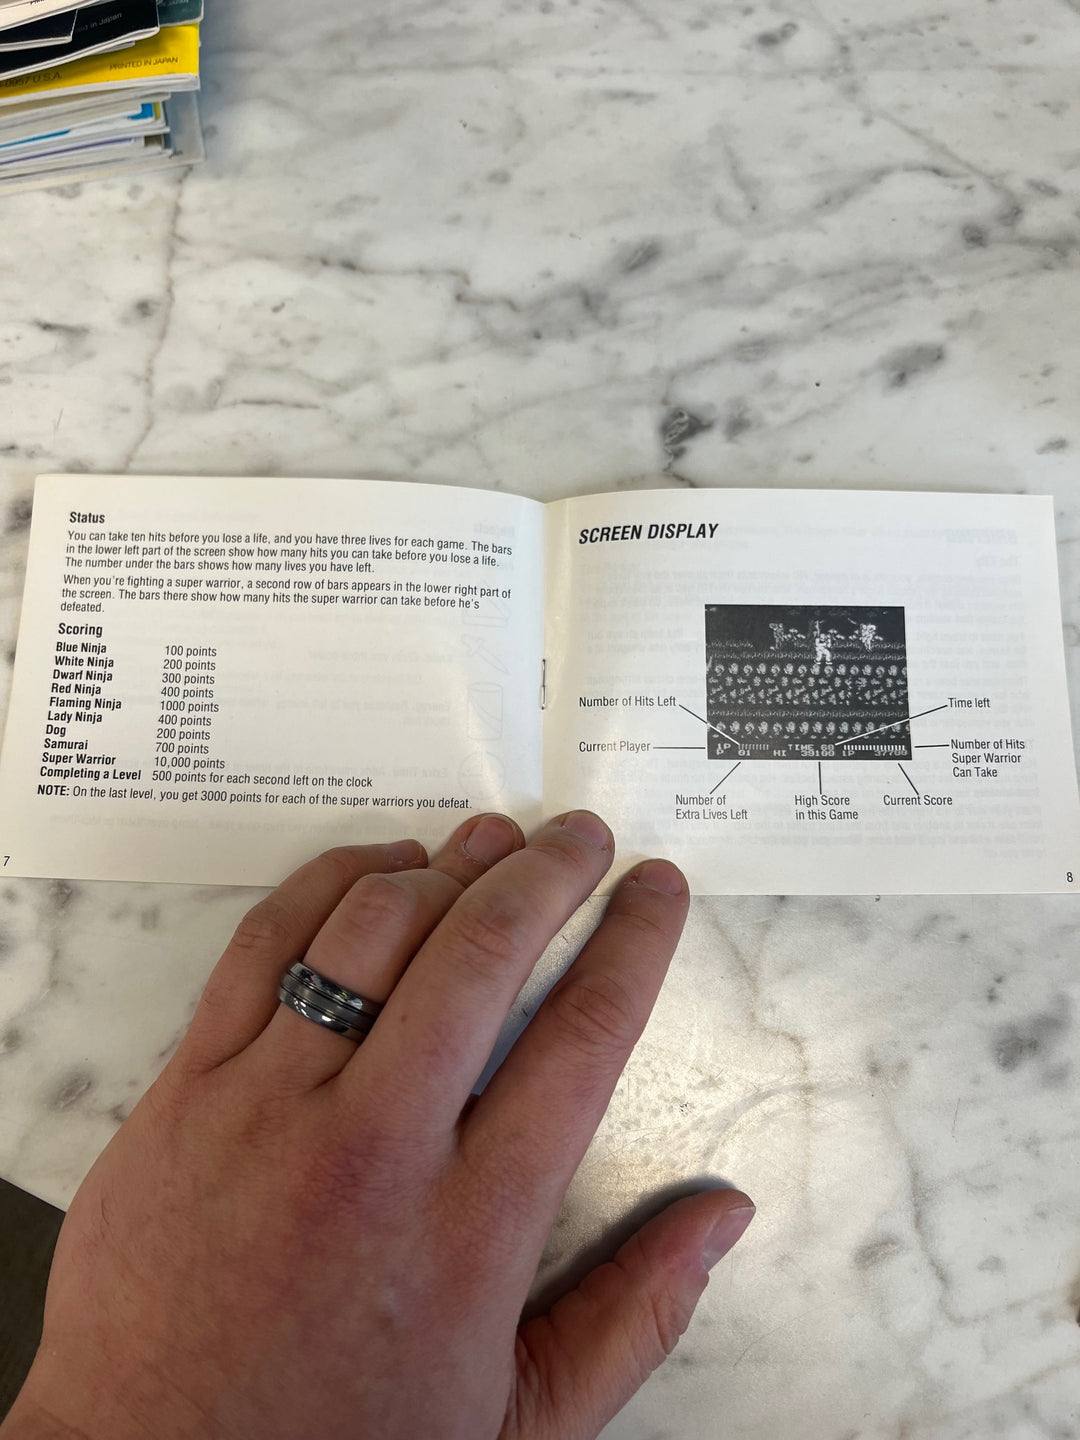 in Japan
PRINTED IN JAPAN
U.S.A.
Status
You can take ten hits before you lose a life, and you have three lives for each game. The bars
in the lower left part of the screen show how many hits you can take before you lose a life.
The number under the bars shows how many lives you have left.
When you're fighting a super warrior, a second row of bars appears in the lower right part of
the screen. The bars there show how many hits the super warrior can take before he's
defeated.
Scoring
Blue Ninja 100 points
White Ninja 200 points
Dwarf Ninja 300 points
Red Ninja 400 points
Flaming Ninja 1000 points
Lady Ninja 400 points
Dog 200 points
Samurai 700 points
Super Warrior 10,000 points
Completing a Level 500 points for each second left on the clock
NOTE: On the last level, you get 3000 points for each of the super warriors you defeat.
7
SCREEN DISPLAY
Number of Hits Left
Time left
Current Player
Number of Hits
Super Warrior
Can Take
1P TIME
P 01 HI 39100 1P 37700
Number of
Extra Lives Left
High Score
in this Game
Current Score
8